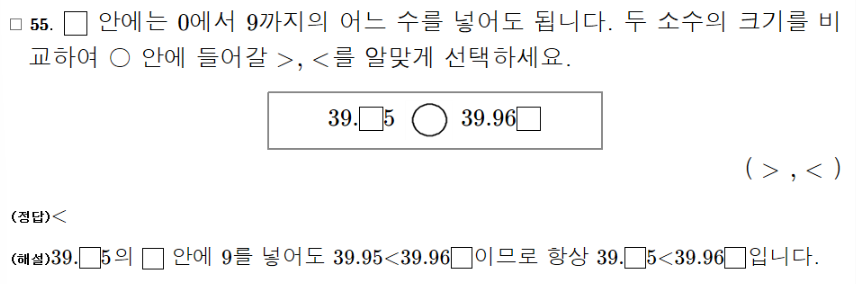 □ 55. □ 안에는 0에서 9까지의 어느 수를 넣어도 됩니다. 두 소수의 크기를 비
교하여 ○ 안에 들어갈 >, <를 알맞게 선택하세요.
39.□5 ○ 39.96□
( > , < )
(정답)<
(해설)39.□5의 □ 안에 9를 넣어도 39.95<39.96□이므로 항상 39.□5<39.96□입니다.